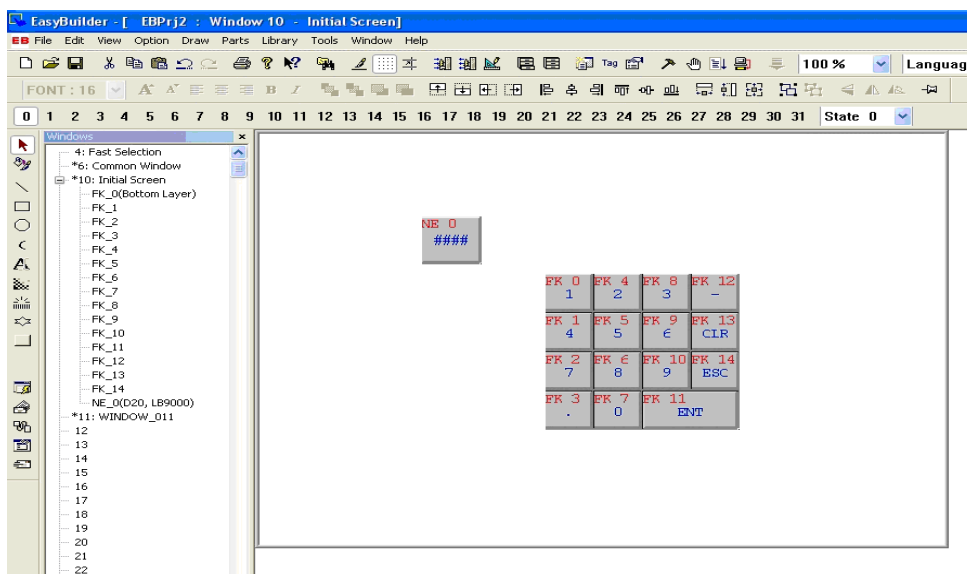 EasyBuilder - [ EBPrj2 : Window 10 - Initial Screen]
EB File Edit View Option Draw Parts Library Tools Window Help
Tag 100 % Languag
FONT : 16 A A B I
0 1 2 3 4 5 6 7 8 9 10 11 12 13 14 15 16 17 18 19 20 21 22 23 24 25 26 27 28 29 30 31 State 0
Windows
4: Fast Selection
*6: Common Window
*10: Initial Screen
FK_0(Bottom Layer)
FK_1
FK_2
FK_3
FK_4
FK_5
FK_6
FK_7
FK_8
FK_9
FK_10
FK_11
FK_12
FK_13
FK_14
NE_0(D20, LB9000)
*11: WINDOW_011
12
13
14
15
16
17
18
19
20
21
22
NE 0
####
FK 0 FK 4 FK 8 FK 12
1 2 3 -
FK 1 FK 5 FK 9 FK 13
4 5 6 CLR
FK 2 FK 6 FK 10 FK 14
7 8 9 ESC
FK 3 FK 7 FK 11
. 0 ENT